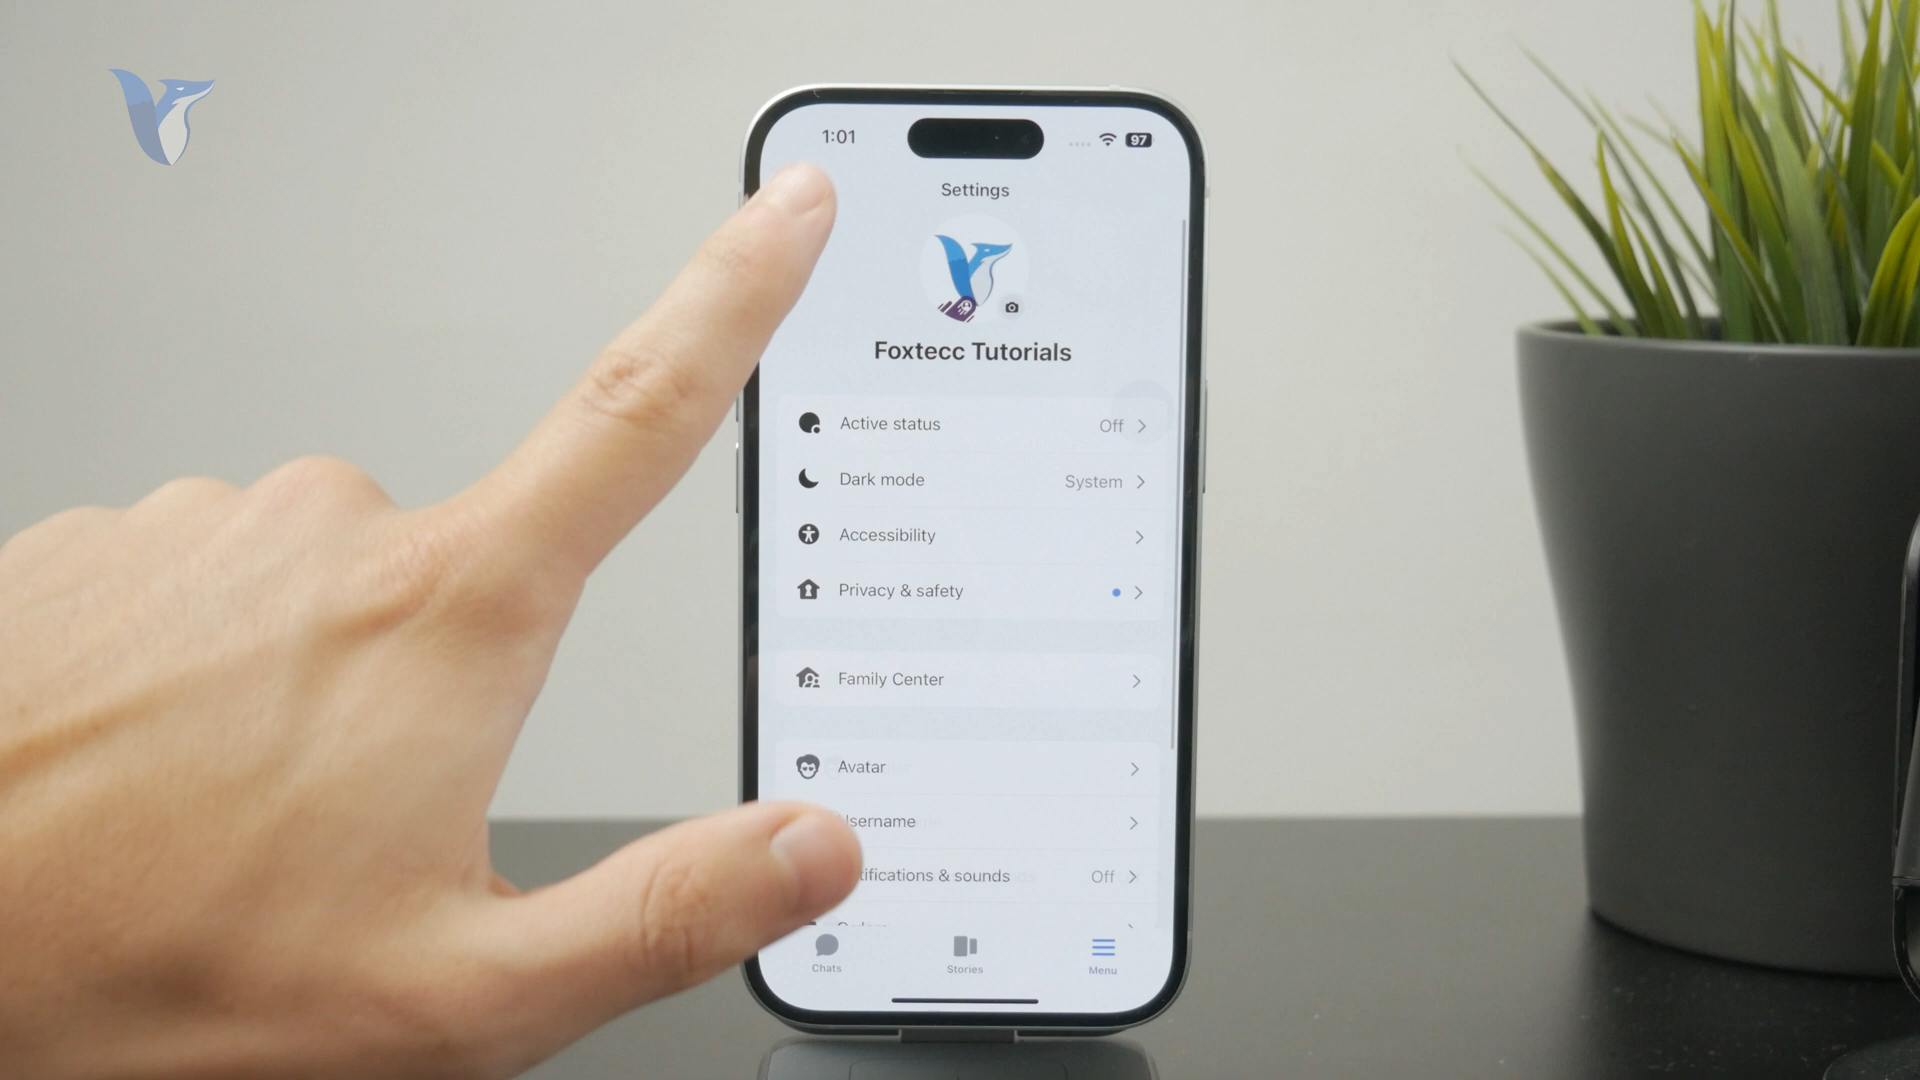 1:01
97
Settings
Foxtecc Tutorials
Active status Off
Dark mode System
Accessibility
Privacy & safety
Family Center
Avatar
sername
tifications & sounds Off
Chats Stories Menu